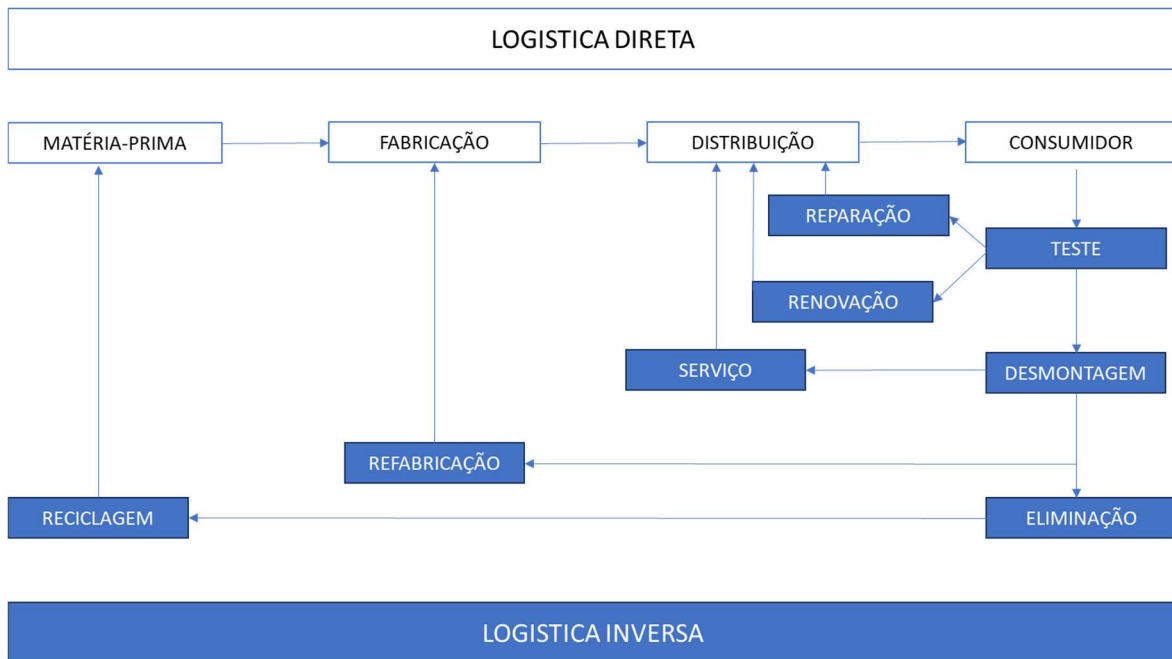 LOGISTICA DIRETA
MATÉRIA-PRIMA
FABRICAÇÃO
DISTRIBUIÇÃO
CONSUMIDOR
REPARAÇÃO
TESTE
RENOVAÇÃO
SERVIÇO
DESMONTAGEM
REFABRICAÇÃO
RECICLAGEM
ELIMINAÇÃO
LOGISTICA INVERSA